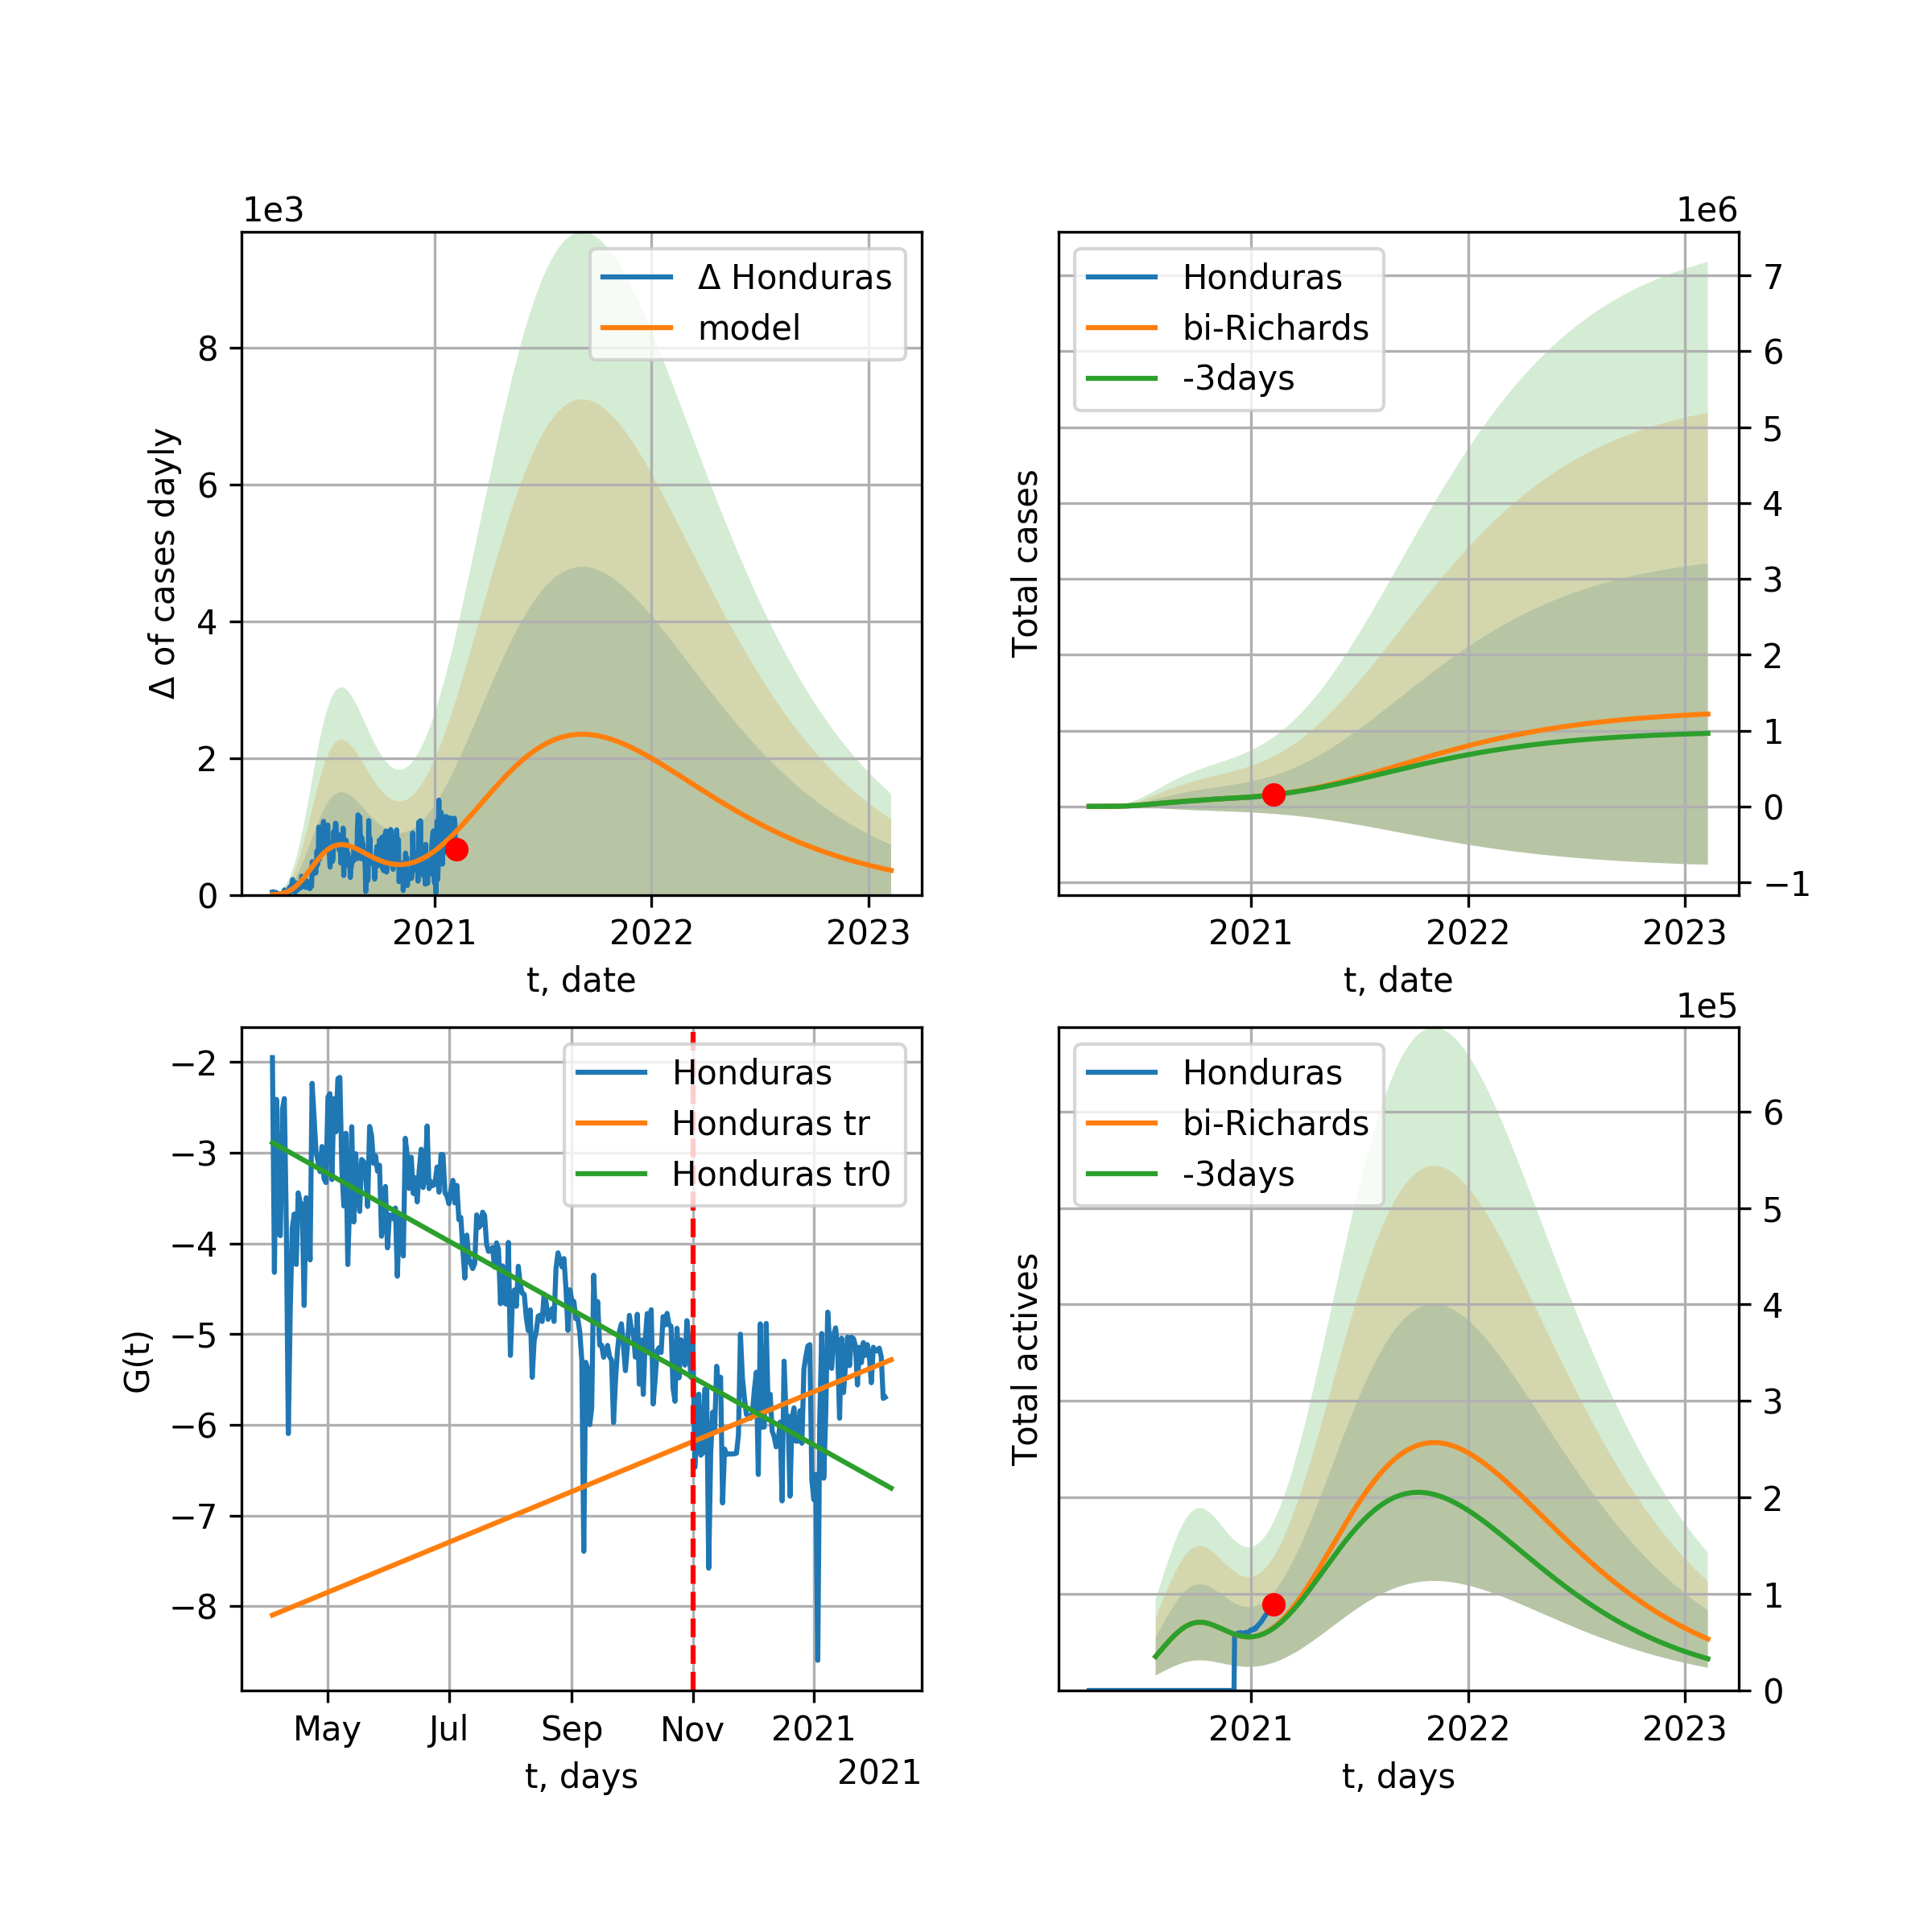 1e3
Δ of cases dayly
8
6
4
2
0
Δ Honduras
model
2021 2022 2023
t, date
1e6
Total cases
Honduras
bi-Richards
-3days
7
6
5
4
3
2
1
0
−1
2021 2022 2023
t, date
G(t)
−2
−3
−4
−5
−6
−7
−8
Honduras
Honduras tr
Honduras tr0
May Jul Sep Nov 2021
t, days 2021
1e5
Total actives
Honduras
bi-Richards
-3days
6
5
4
3
2
1
0
2021 2022 2023
t, days